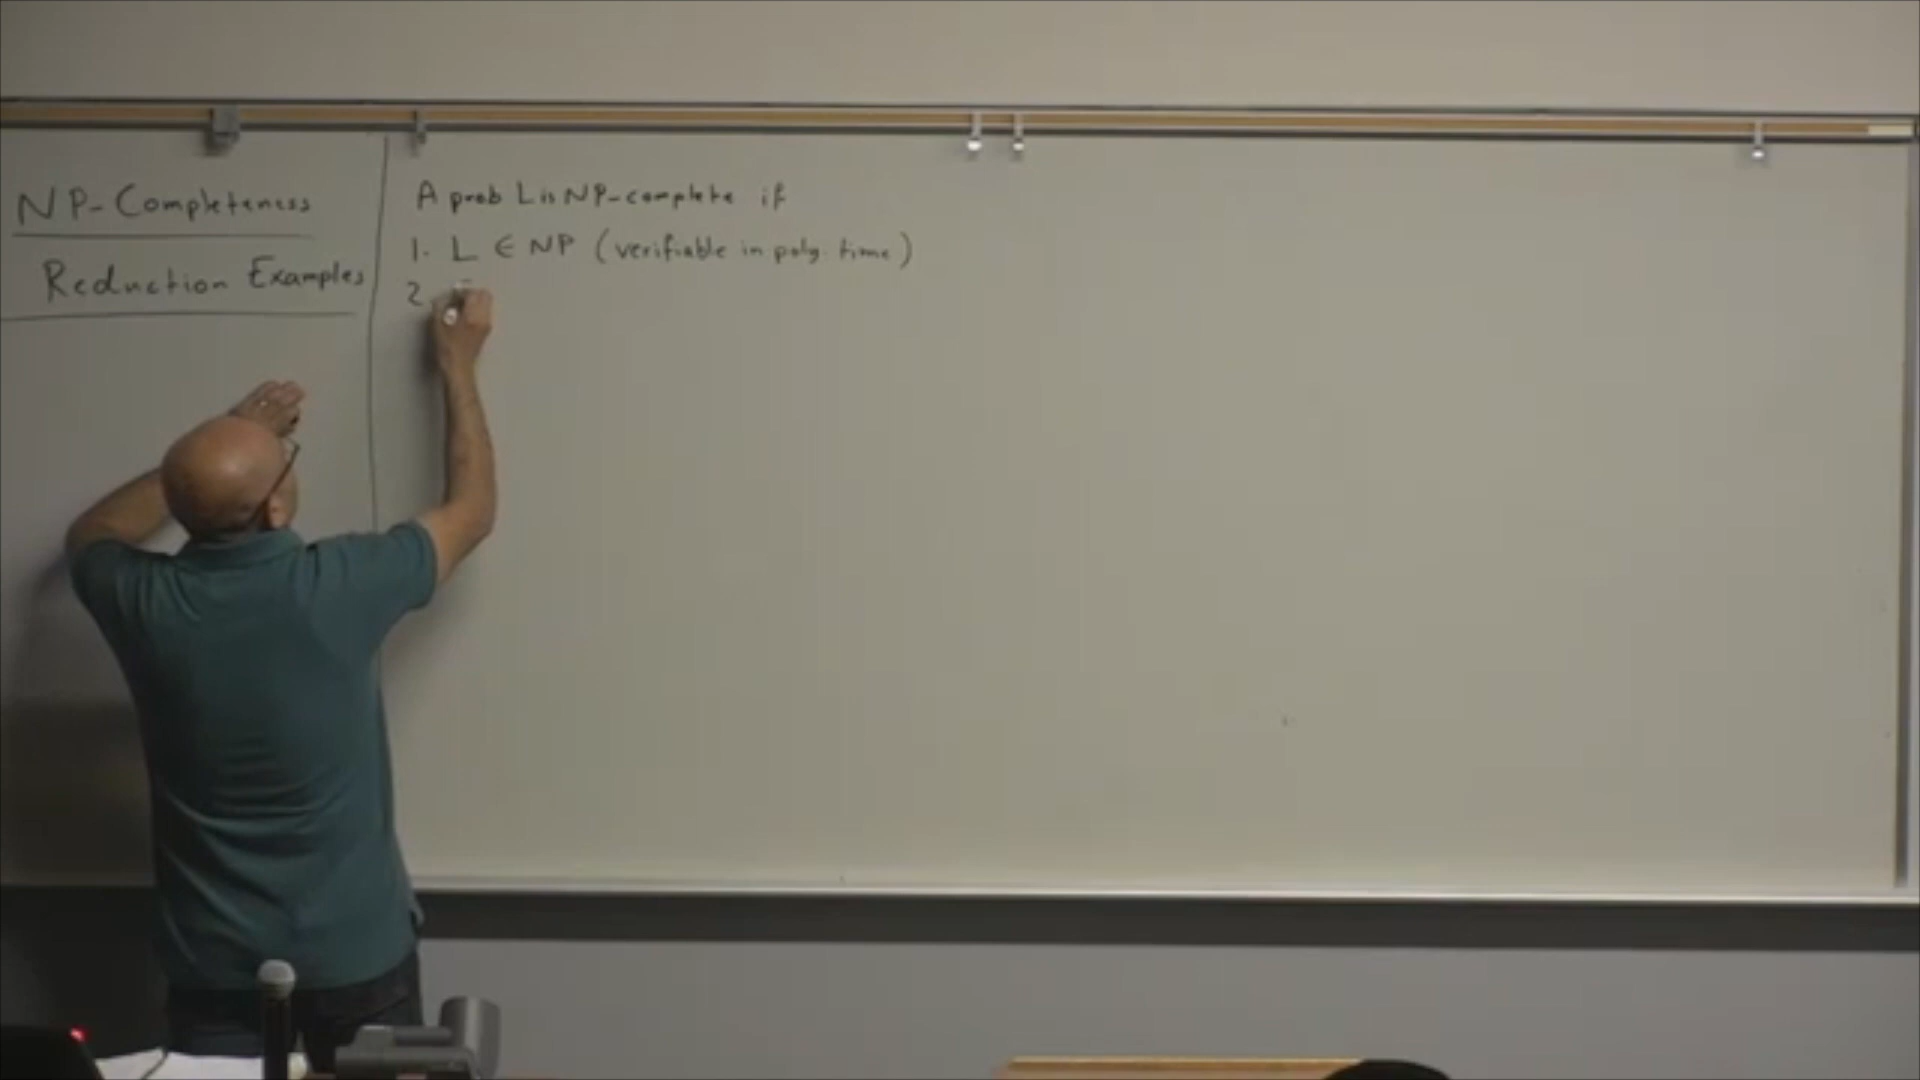 NP-Completeness
Reduction Examples
A prob L is NP-complete if
1. L ∈ NP (verifiable in poly. time)
2.